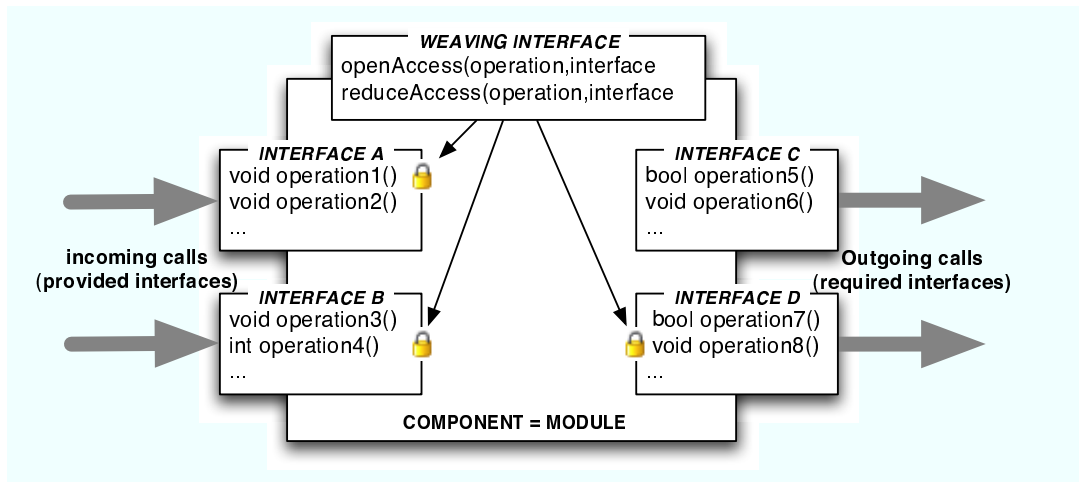 WEAVING INTERFACE
openAccess(operation,interface
reduceAccess(operation,interface
INTERFACE A
void operation1()
void operation2()
...
INTERFACE C
bool operation5()
void operation6()
...
incoming calls
(provided interfaces)
Outgoing calls
(required interfaces)
INTERFACE B
void operation3()
int operation4()
...
INTERFACE D
bool operation7()
void operation8()
...
COMPONENT = MODULE